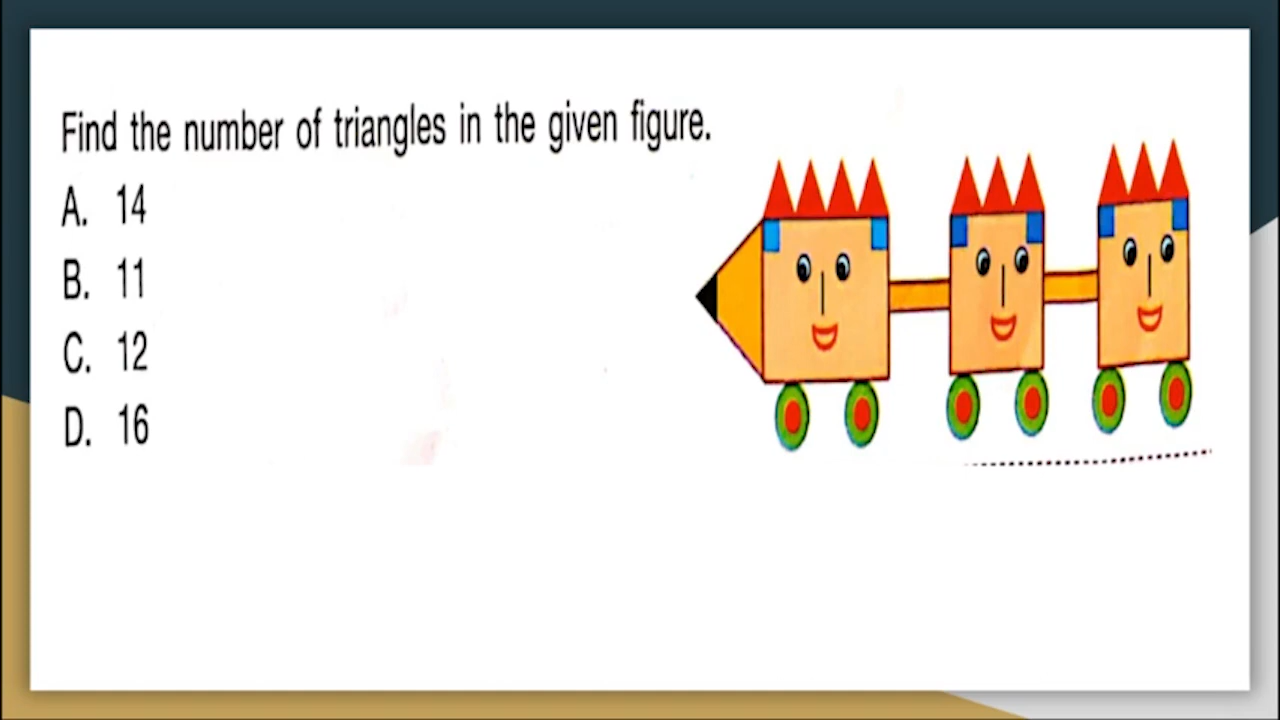 Find the number of triangles in the given figure.
A. 14
B. 11
C. 12
D. 16